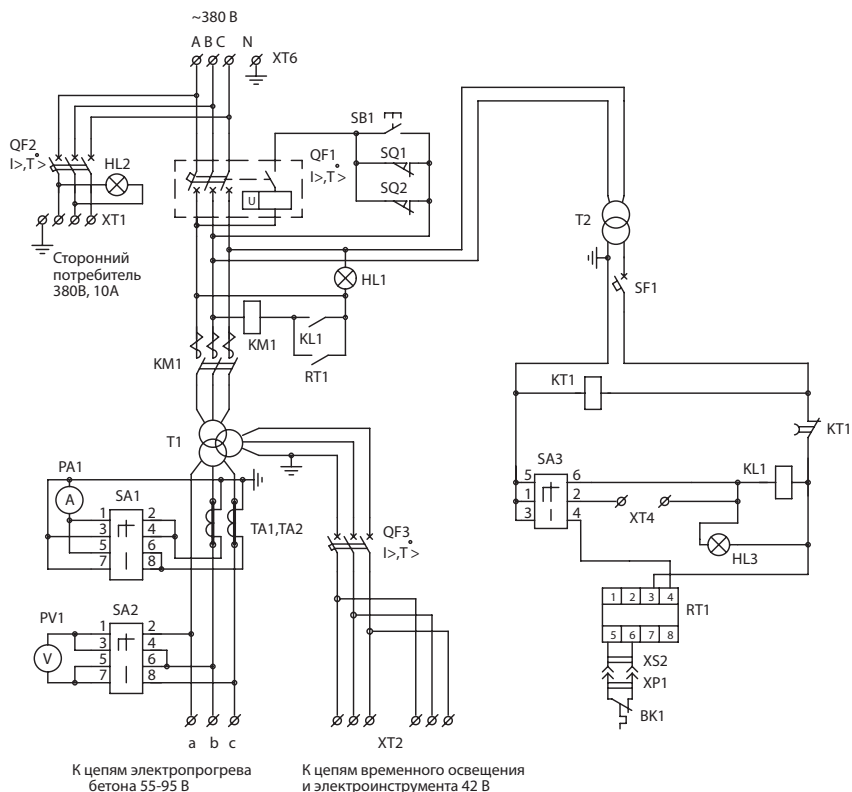 ~380 В
A B C N
XT6
QF2
I>,T°>
HL2
XT1
Сторонний
потребитель
380В, 10А
QF1
I>,T°>
U
SB1
SQ1
SQ2
HL1
KM1
KL1
RT1
KM1
T2
SF1
KT1
KT1
T1
PA1
A
SA1
1 2
3 4
5 6
7 8
TA1,TA2
QF3
I>,T°>
SA3
5 6
1 2
3 4
XT4
KL1
HL3
1 2 3 4
RT1
5 6 7 8
XS2
XP1
BK1
PV1
V
SA2
1 2
3 4
5 6
7 8
a b c
XT2
К цепям электропрогрева
бетона 55-95 В
К цепям временного освещения
и электроинструмента 42 В